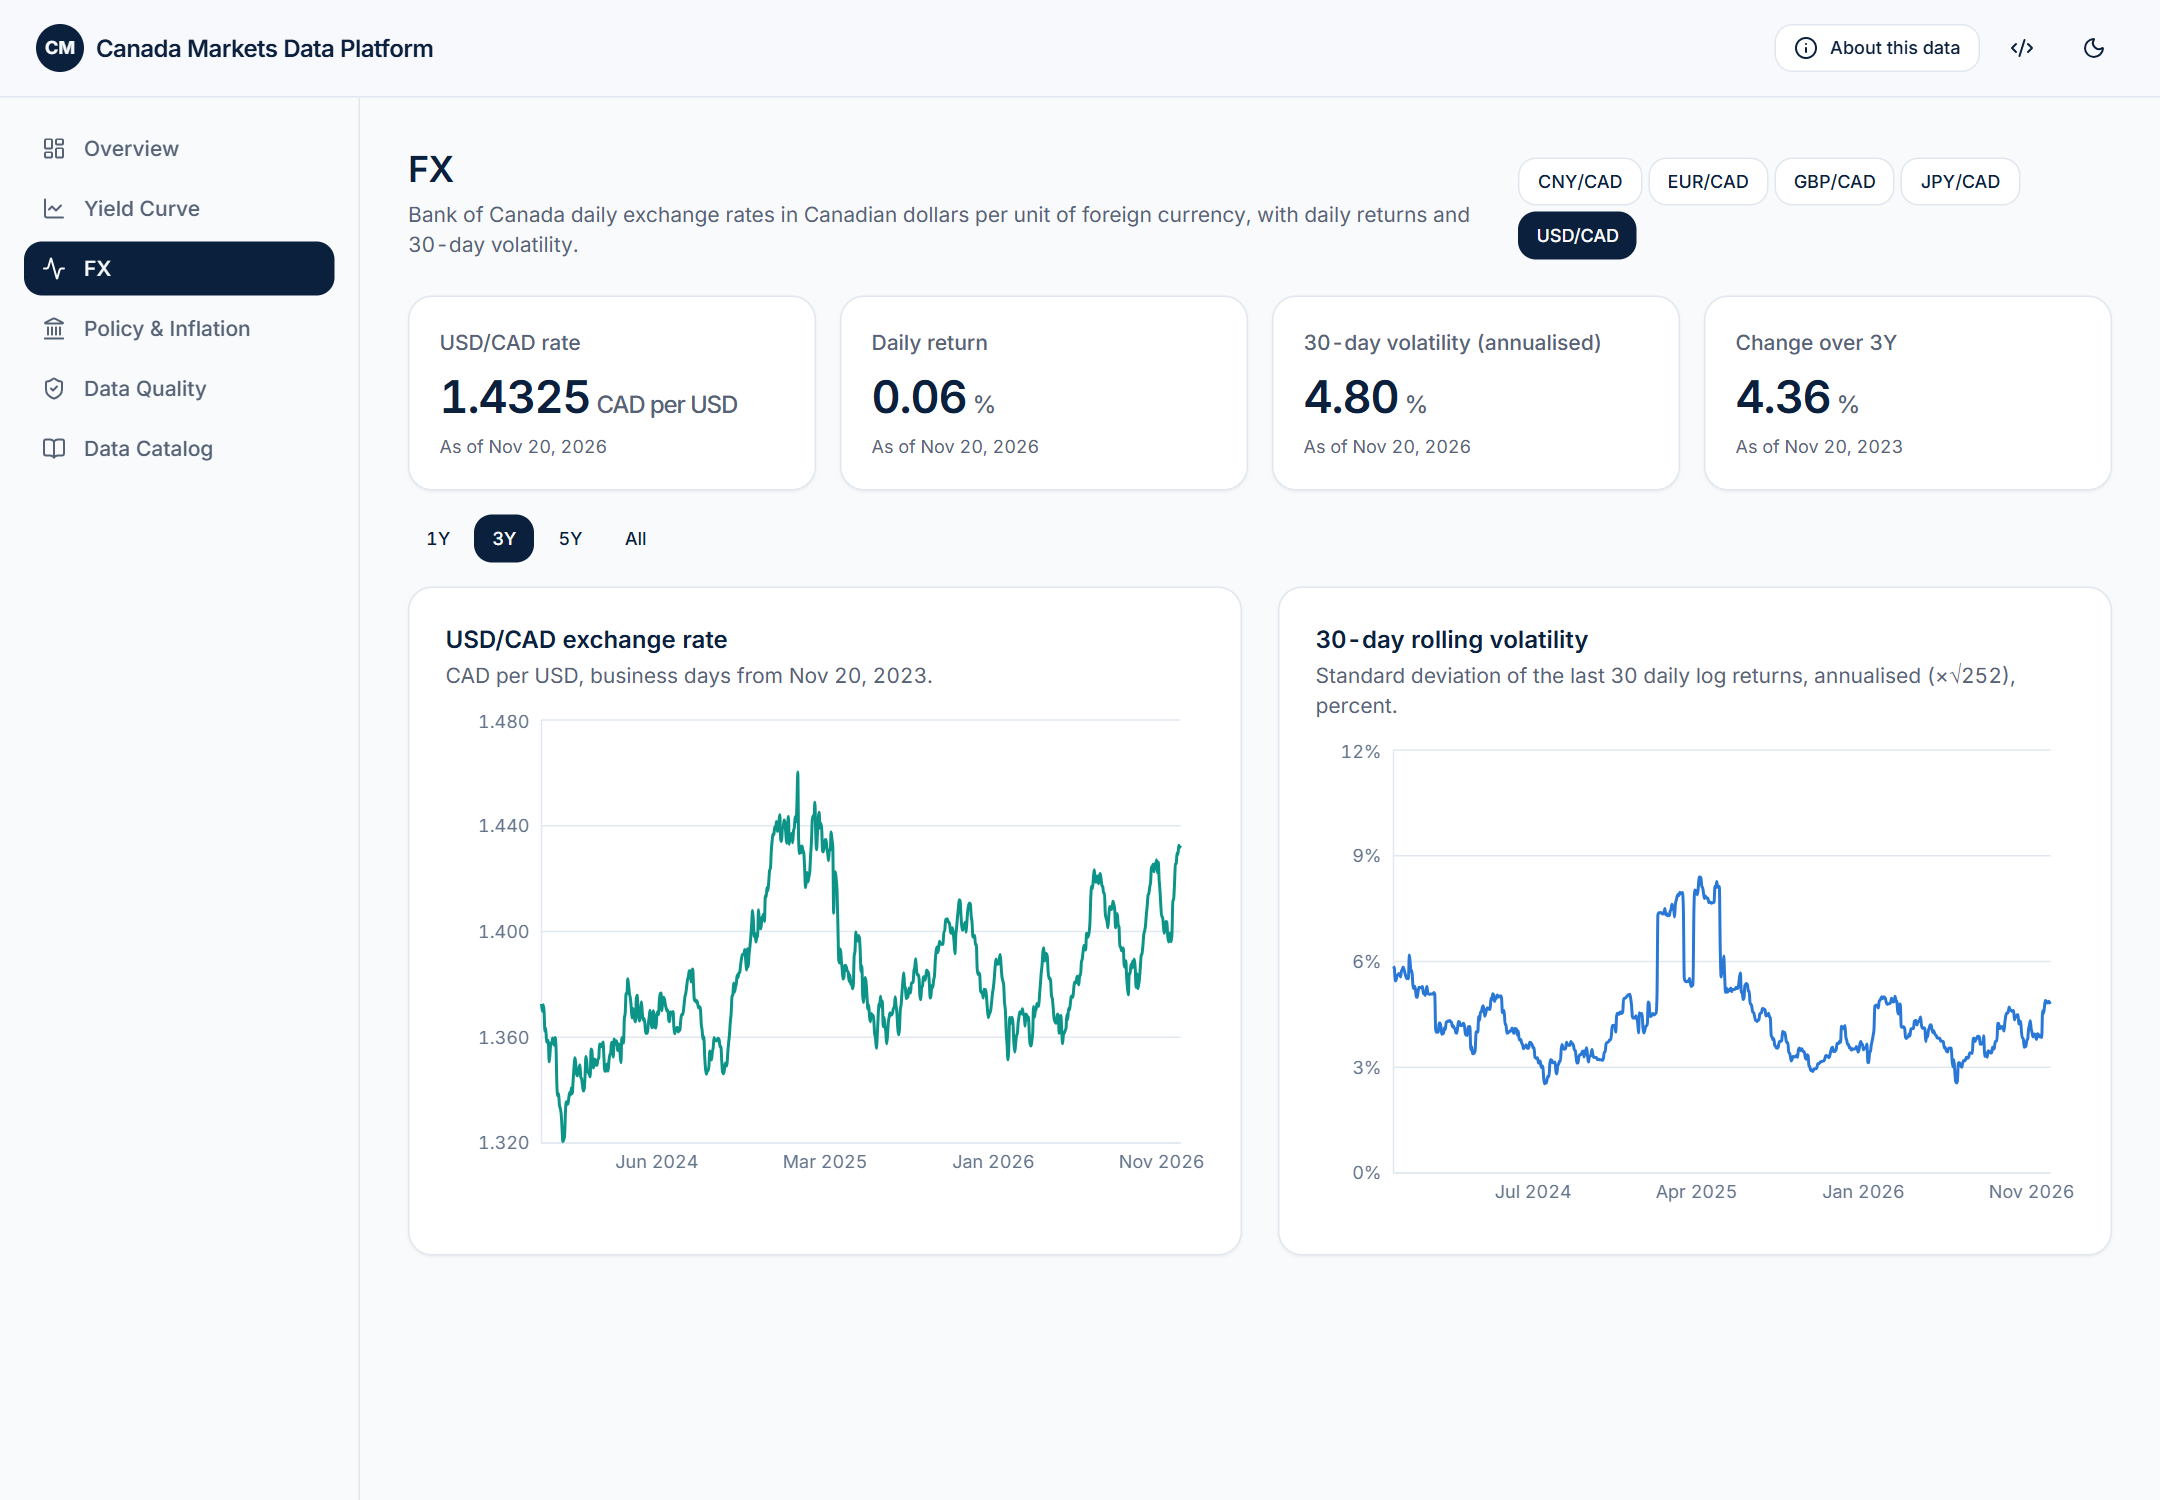 CM
Canada Markets Data Platform
About this data
Overview
Yield Curve
FX
Policy & Inflation
Data Quality
Data Catalog
FX
Bank of Canada daily exchange rates in Canadian dollars per unit of foreign currency, with daily returns and
30-day volatility.
CNY/CAD
EUR/CAD
GBP/CAD
JPY/CAD
USD/CAD
USD/CAD rate
1.4325 CAD per USD
As of Nov 20, 2026
Daily return
0.06 %
As of Nov 20, 2026
30-day volatility (annualised)
4.80 %
As of Nov 20, 2026
Change over 3Y
4.36 %
As of Nov 20, 2023
1Y
3Y
5Y
All
USD/CAD exchange rate
CAD per USD, business days from Nov 20, 2023.
1.480
1.440
1.400
1.360
1.320
Jun 2024
Mar 2025
Jan 2026
Nov 2026
30-day rolling volatility
Standard deviation of the last 30 daily log returns, annualised (×√252),
percent.
12%
9%
6%
3%
0%
Jul 2024
Apr 2025
Jan 2026
Nov 2026